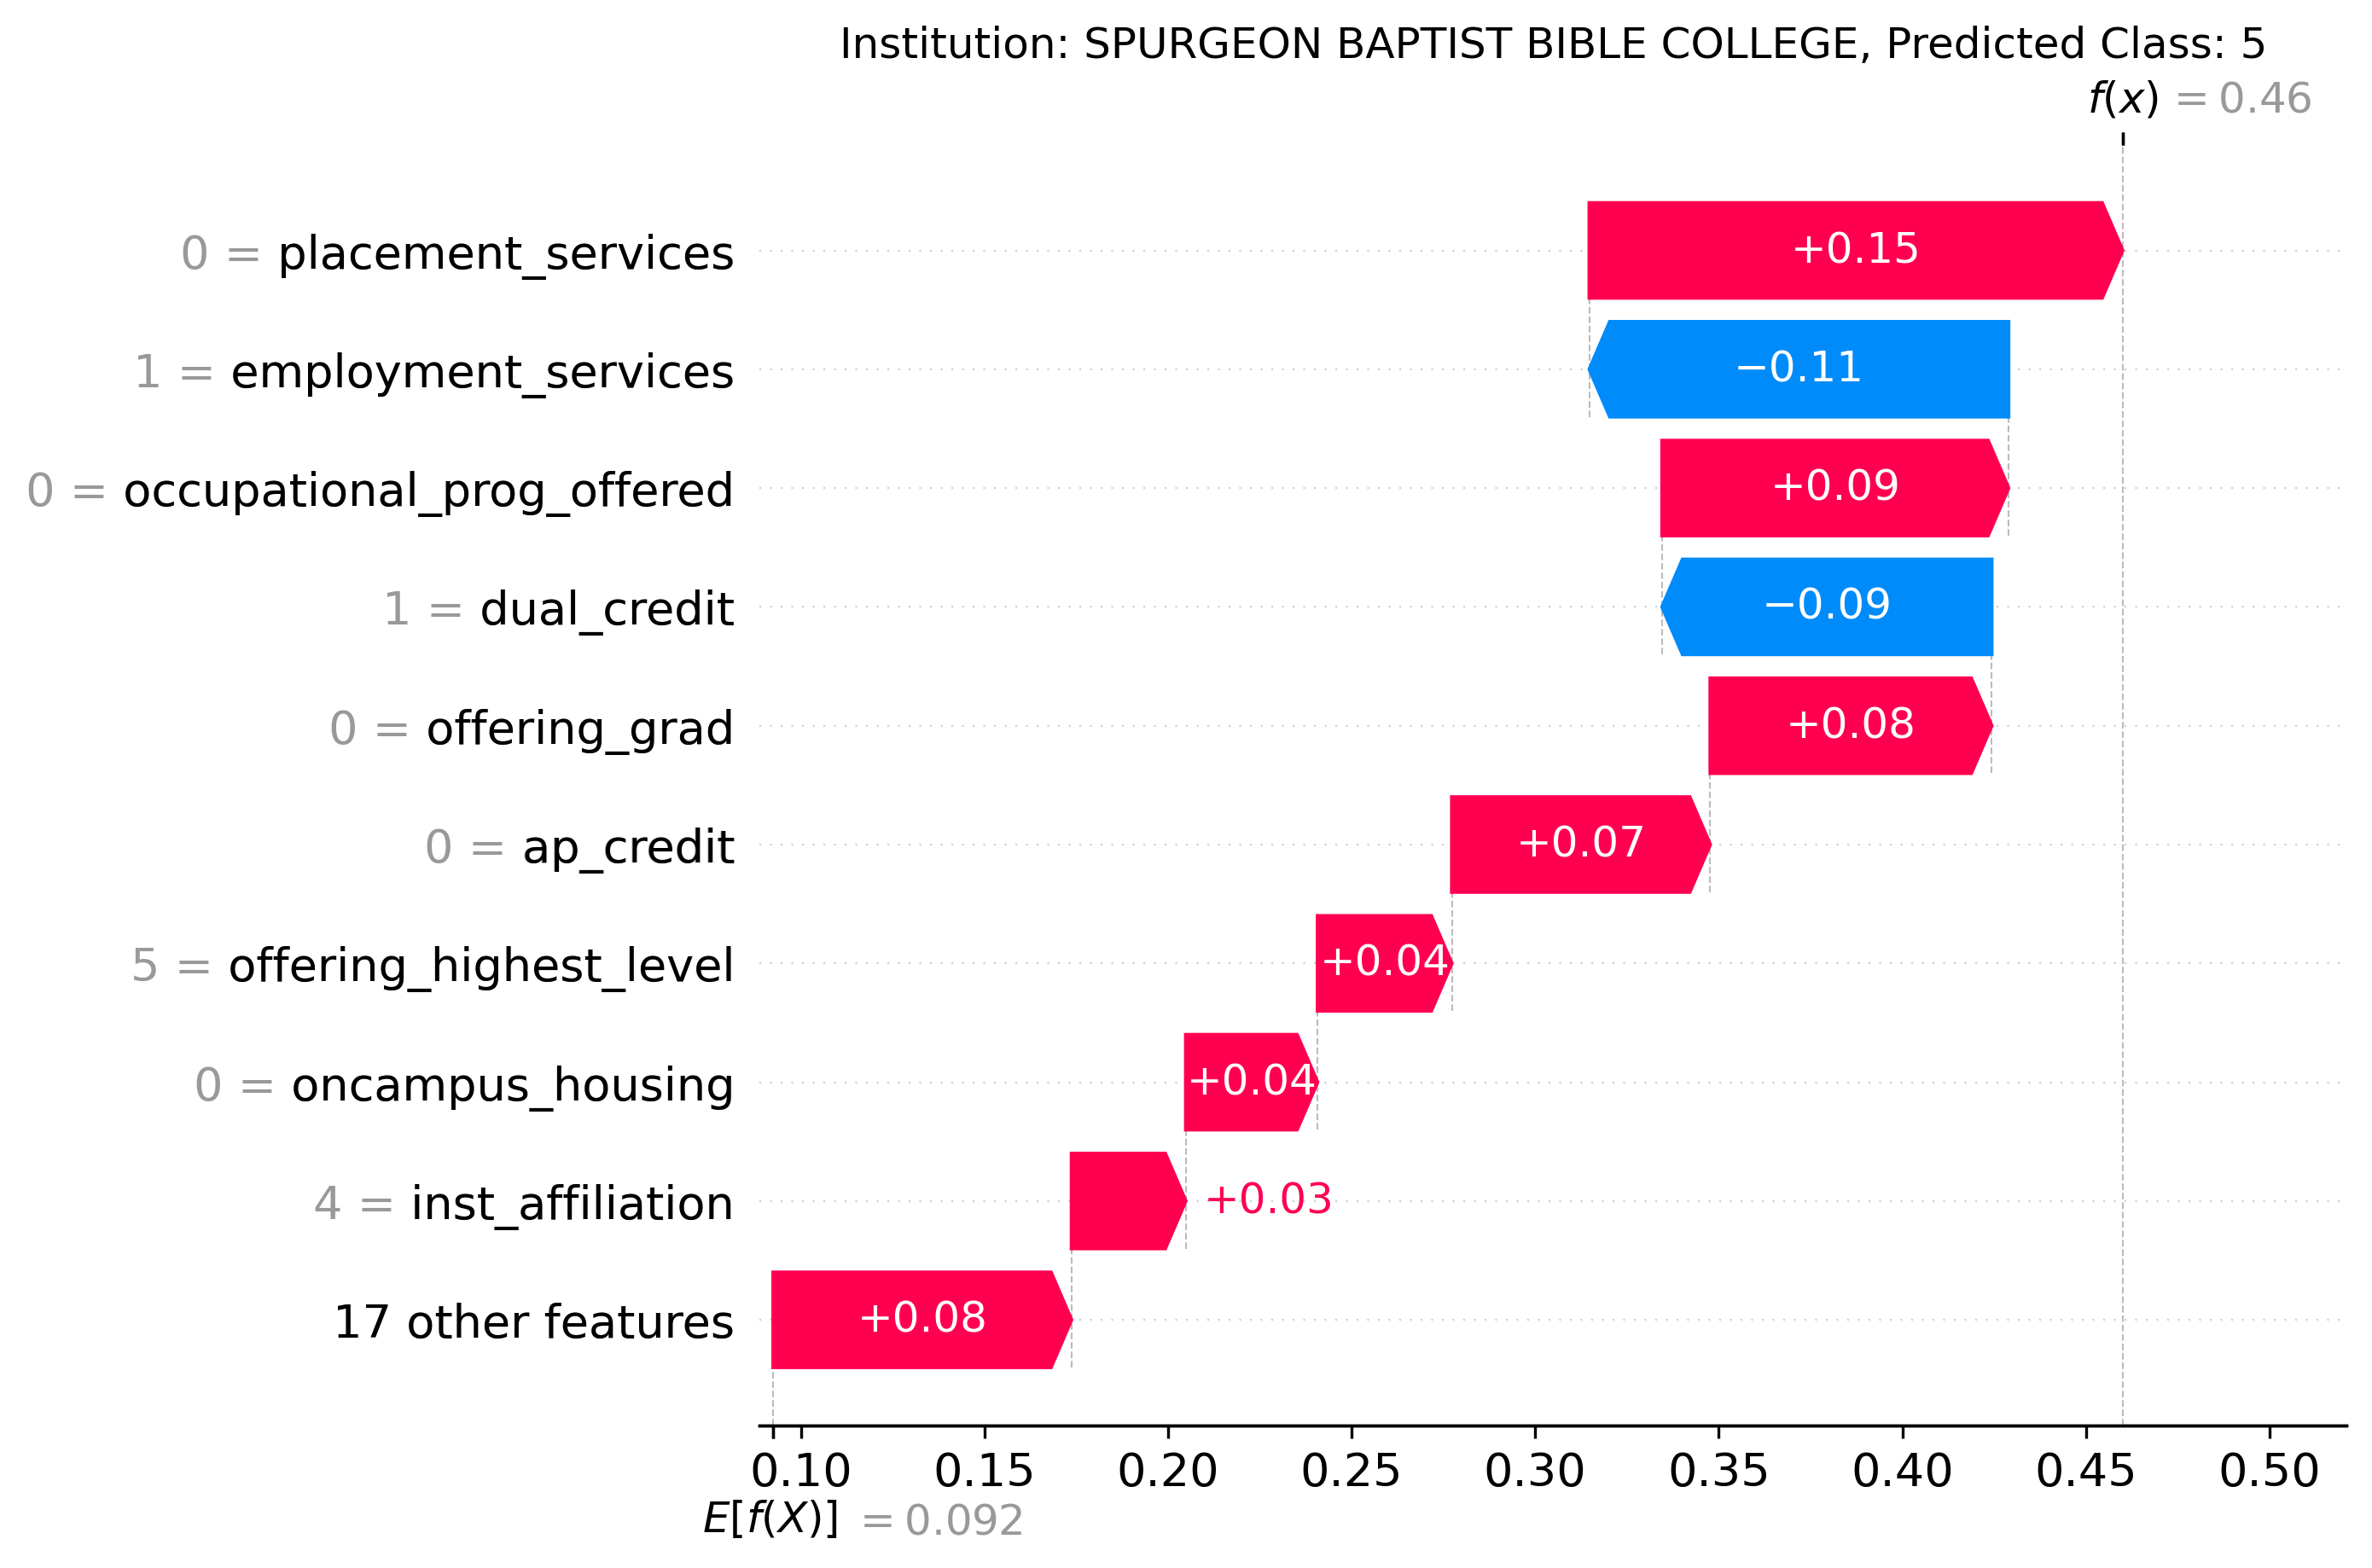 Institution: SPURGEON BAPTIST BIBLE COLLEGE, Predicted Class: 5
f(x) = 0.46
0 = placement_services +0.15
1 = employment_services −0.11
0 = occupational_prog_offered +0.09
1 = dual_credit −0.09
0 = offering_grad +0.08
0 = ap_credit +0.07
5 = offering_highest_level +0.04
0 = oncampus_housing +0.04
4 = inst_affiliation +0.03
17 other features +0.08
0.10 0.15 0.20 0.25 0.30 0.35 0.40 0.45 0.50
E[f(X)] = 0.092